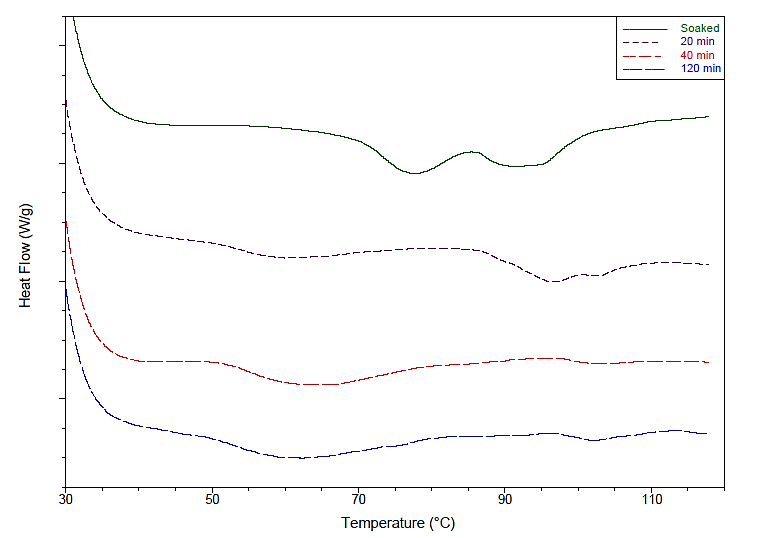 Soaked
20 min
40 min
120 min
Heat Flow (W/g)
30 50 70 90 110
Temperature (°C)